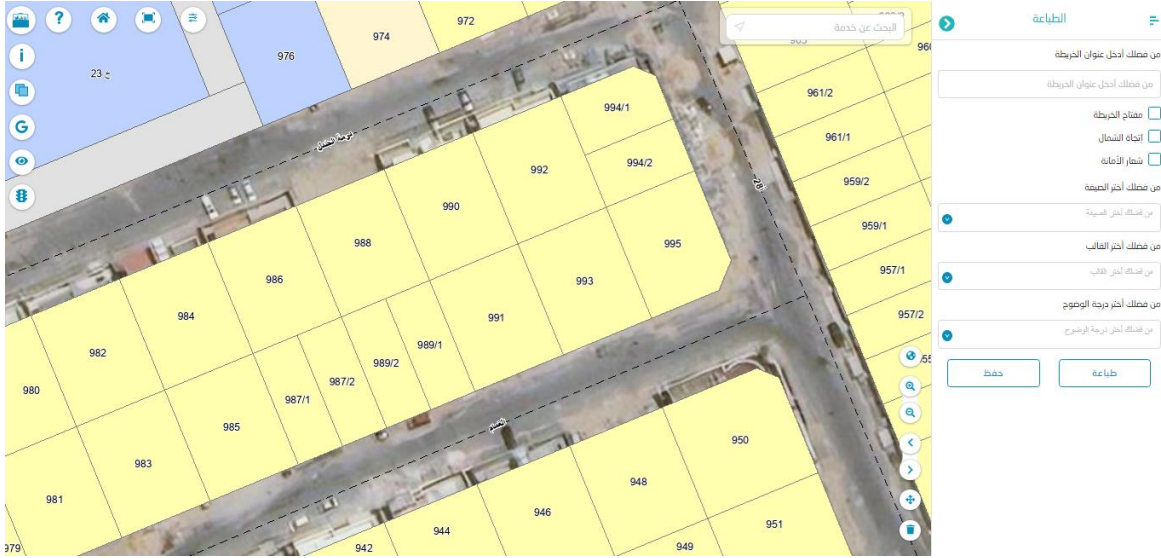 الطباعة
من فضلك أدخل عنوان الخريطة
من فضلك أدخل عنوان الخريطة
مفتاح الخريطة
إتجاة الشمال
شعار الأمانة
من فضلك أختر الصيغة
من فضلك أختر الصيغة
من فضلك أختر القالب
من فضلك أختر القالب
من فضلك أختر درجة الوضوح
من فضلك أختر درجة الوضوح
طباعة
حفظ
البحث عن خدمة
?
i
G
972
974
976
ج 23
960
961/2
994/1
961/1
992
994/2
959/2
28
990
959/1
988
995
957/1
986
993
984
991
957/2
982
989/1
989/2
987/2
980
987/1
985
950
983
948
981
946
951
944
942
949
979